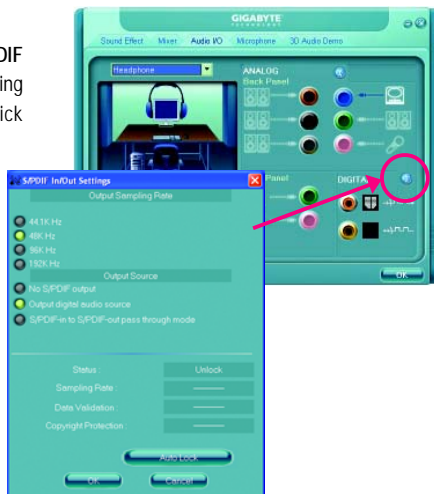 DIF
ing
ick
GIGABYTE
TECHNOLOGY
Sound Effect Mixer Audio I/O Microphone 3D Audio Demo
Headphone
ANALOG
Back Panel
Panel
DIGITA
OK
S/PDIF In/Out Settings
Output Sampling Rate
44.1K Hz
48K Hz
96K Hz
192K Hz
Output Source
No S/PDIF output
Output digital audio source
S/PDIF-in to S/PDIF-out pass through mode
Status : Unlock
Sampling Rate :
Data Validation :
Copyright Protection :
Auto Lock
OK Cancel